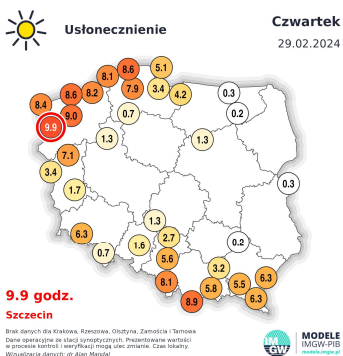 Usłonecznienie
Czwartek
29.02.2024
8.6
5.1
8.1
7.9
3.4
8.6
8.2
4.2
0.3
8.4
9.0
0.7
0.2
9.9
1.3
1.3
7.1
3.4
1.7
0.3
1.3
6.3
2.7
0.7
1.6
0.2
5.6
3.2
8.1
5.8
5.5
6.3
8.9
6.3
9.9 godz.
Szczecin
Brak danych dla Krakowa, Rzeszowa, Olsztyna, Zamościa i Tarnowa
Dane operacyjne ze stacji synoptycznych. Prezentowane wartości
w procesie kontroli i weryfikacji mogą ulec zmianie. Czas lokalny.
Wizualizacja danych: dr Alan Mandal
IM
GW
MODELE
IMGW-PIB
modele.imgw.pl